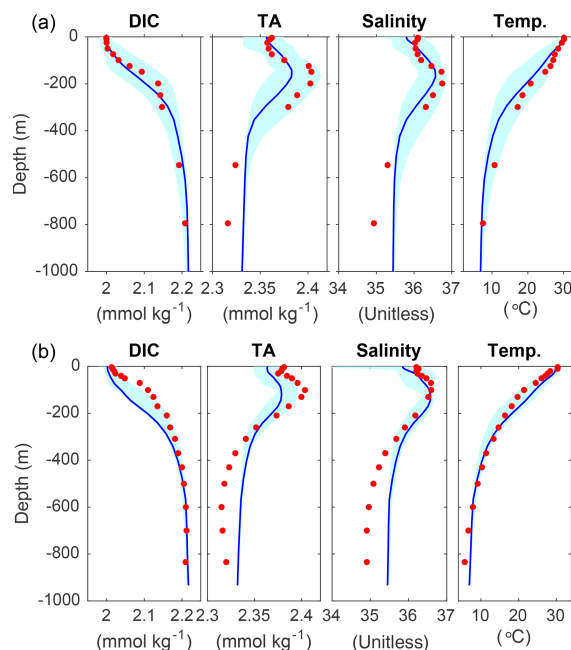 (a) DIC TA Salinity Temp.
0
-200
-400
-600
-800
-1000
Depth (m)
2 2.1 2.2 2.3 2.35 2.4 34 35 36 37 10 20 30
(mmol kg-1) (mmol kg-1) (Unitless) (°C)
(b) DIC TA Salinity Temp.
0
-200
-400
-600
-800
-1000
Depth (m)
2 2.1 2.2 2.3 2.35 2.4 34 35 36 37 10 20 30
(mmol kg-1) (mmol kg-1) (Unitless) (°C)